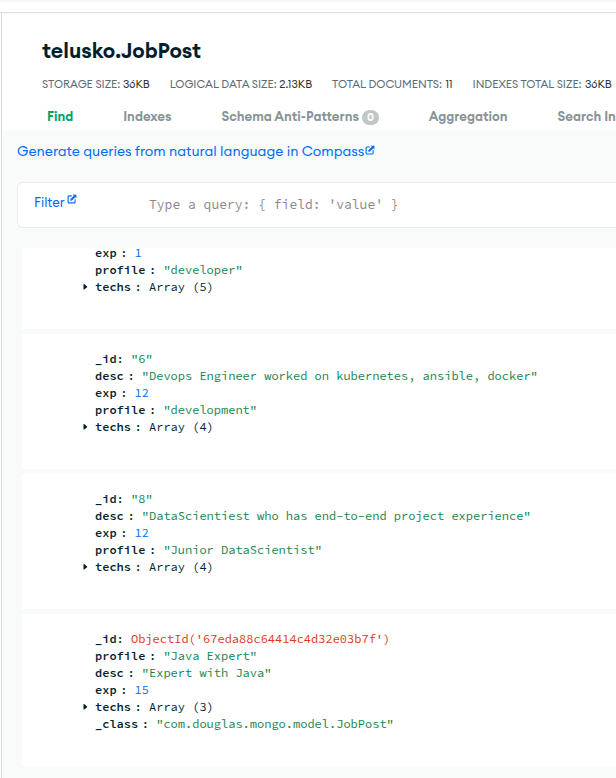 telusko.JobPost
STORAGE SIZE: 36KB LOGICAL DATA SIZE: 2.13KB TOTAL DOCUMENTS: 11 INDEXES TOTAL SIZE: 36KB
Find Indexes Schema Anti-Patterns 0 Aggregation Search In
Generate queries from natural language in Compass
Filter Type a query: { field: 'value' }
exp : 1
profile : "developer"
techs : Array (5)
_id: "6"
desc : "Devops Engineer worked on kubernetes, ansible, docker"
exp : 12
profile : "development"
techs : Array (4)
_id: "8"
desc : "DataScientiest who has end-to-end project experience"
exp : 12
profile : "Junior DataScientist"
techs : Array (4)
_id: ObjectId('67eda88c64414c4d32e03b7f')
profile : "Java Expert"
desc : "Expert with Java"
exp : 15
techs : Array (3)
_class : "com.douglas.mongo.model.JobPost"